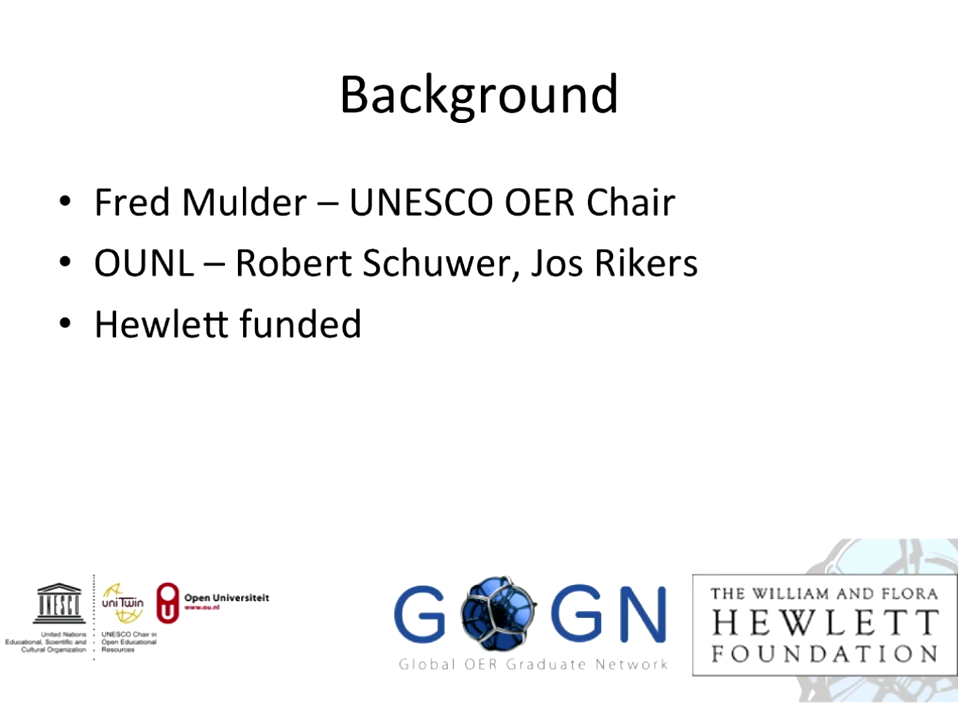 Background
• Fred Mulder – UNESCO OER Chair
• OUNL – Robert Schuwer, Jos Rikers
• Hewlett funded
UNESCO
United Nations
Educational, Scientific and
Cultural Organization
uniTwin
UNESCO Chair in
Open Educational
Resources
Open Universiteit
www.ou.nl
GOGN
Global OER Graduate Network
THE WILLIAM AND FLORA
HEWLETT
FOUNDATION